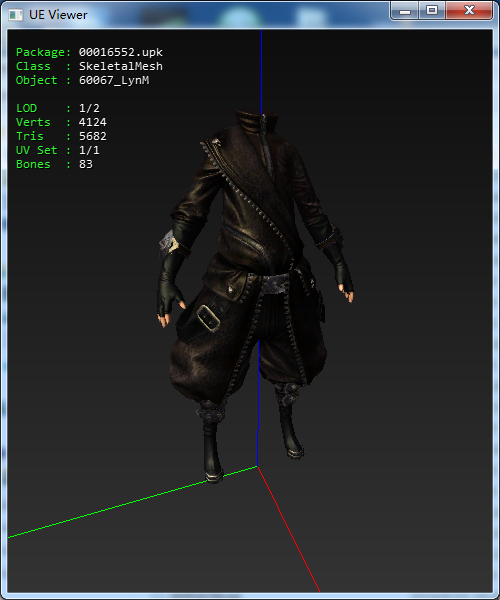 UE Viewer
Package: 00016552.upk
Class : SkeletalMesh
Object : 60067_LynM
LOD : 1/2
Verts : 4124
Tris : 5682
UV Set : 1/1
Bones : 83